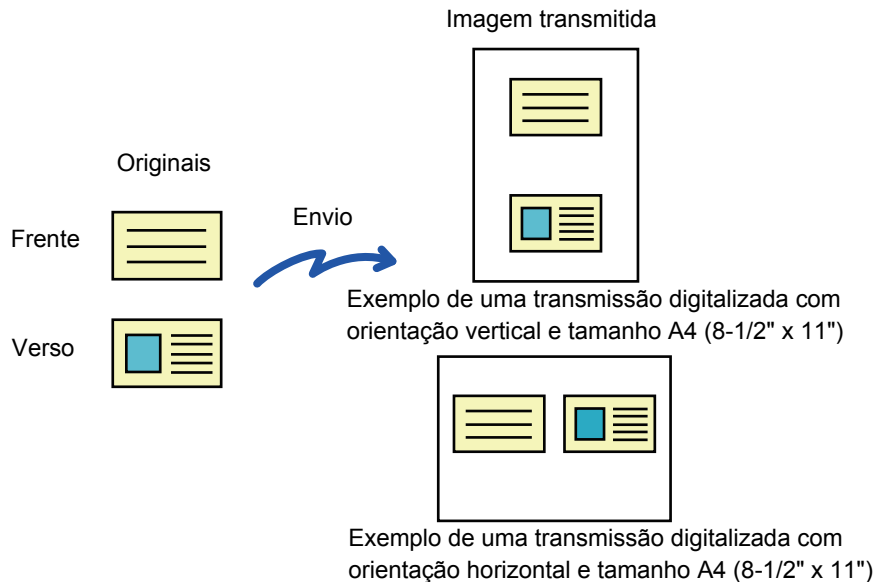 Imagem transmitida
Originais
Frente
Envio
Verso
Exemplo de uma transmissão digitalizada com
orientação vertical e tamanho A4 (8-1/2" x 11")
Exemplo de uma transmissão digitalizada com
orientação horizontal e tamanho A4 (8-1/2" x 11")